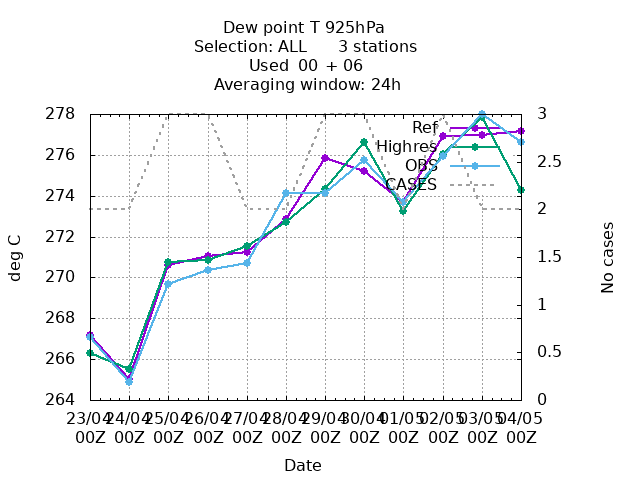 Dew point T 925hPa
Selection: ALL      3 stations
Used  00 + 06
Averaging window: 24h
278 3
Ref
276 Highres 2.5
OBS
274 CASES 2
272 1.5
deg C 270 1 No cases
268
266 0.5
264 0
23/04 24/04 25/04 26/04 27/04 28/04 29/04 30/04 01/05 02/05 03/05 04/05
00Z 00Z 00Z 00Z 00Z 00Z 00Z 00Z 00Z 00Z 00Z 00Z
Date